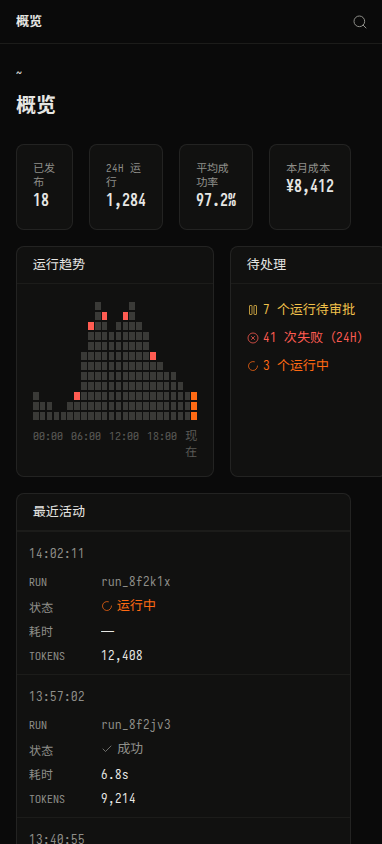 概览
~
概览
已发
布
18
24H 运
行
1,284
平均成
功率
97.2%
本月成本
¥8,412
运行趋势
00:00 06:00 12:00 18:00 现
在
待处理
7 个运行待审批
41 次失败 (24H)
3 个运行中
最近活动
14:02:11
RUN run_8f2k1x
状态 运行中
耗时 —
TOKENS 12,408
13:57:02
RUN run_8f2jv3
状态 成功
耗时 6.8s
TOKENS 9,214
13:40:55